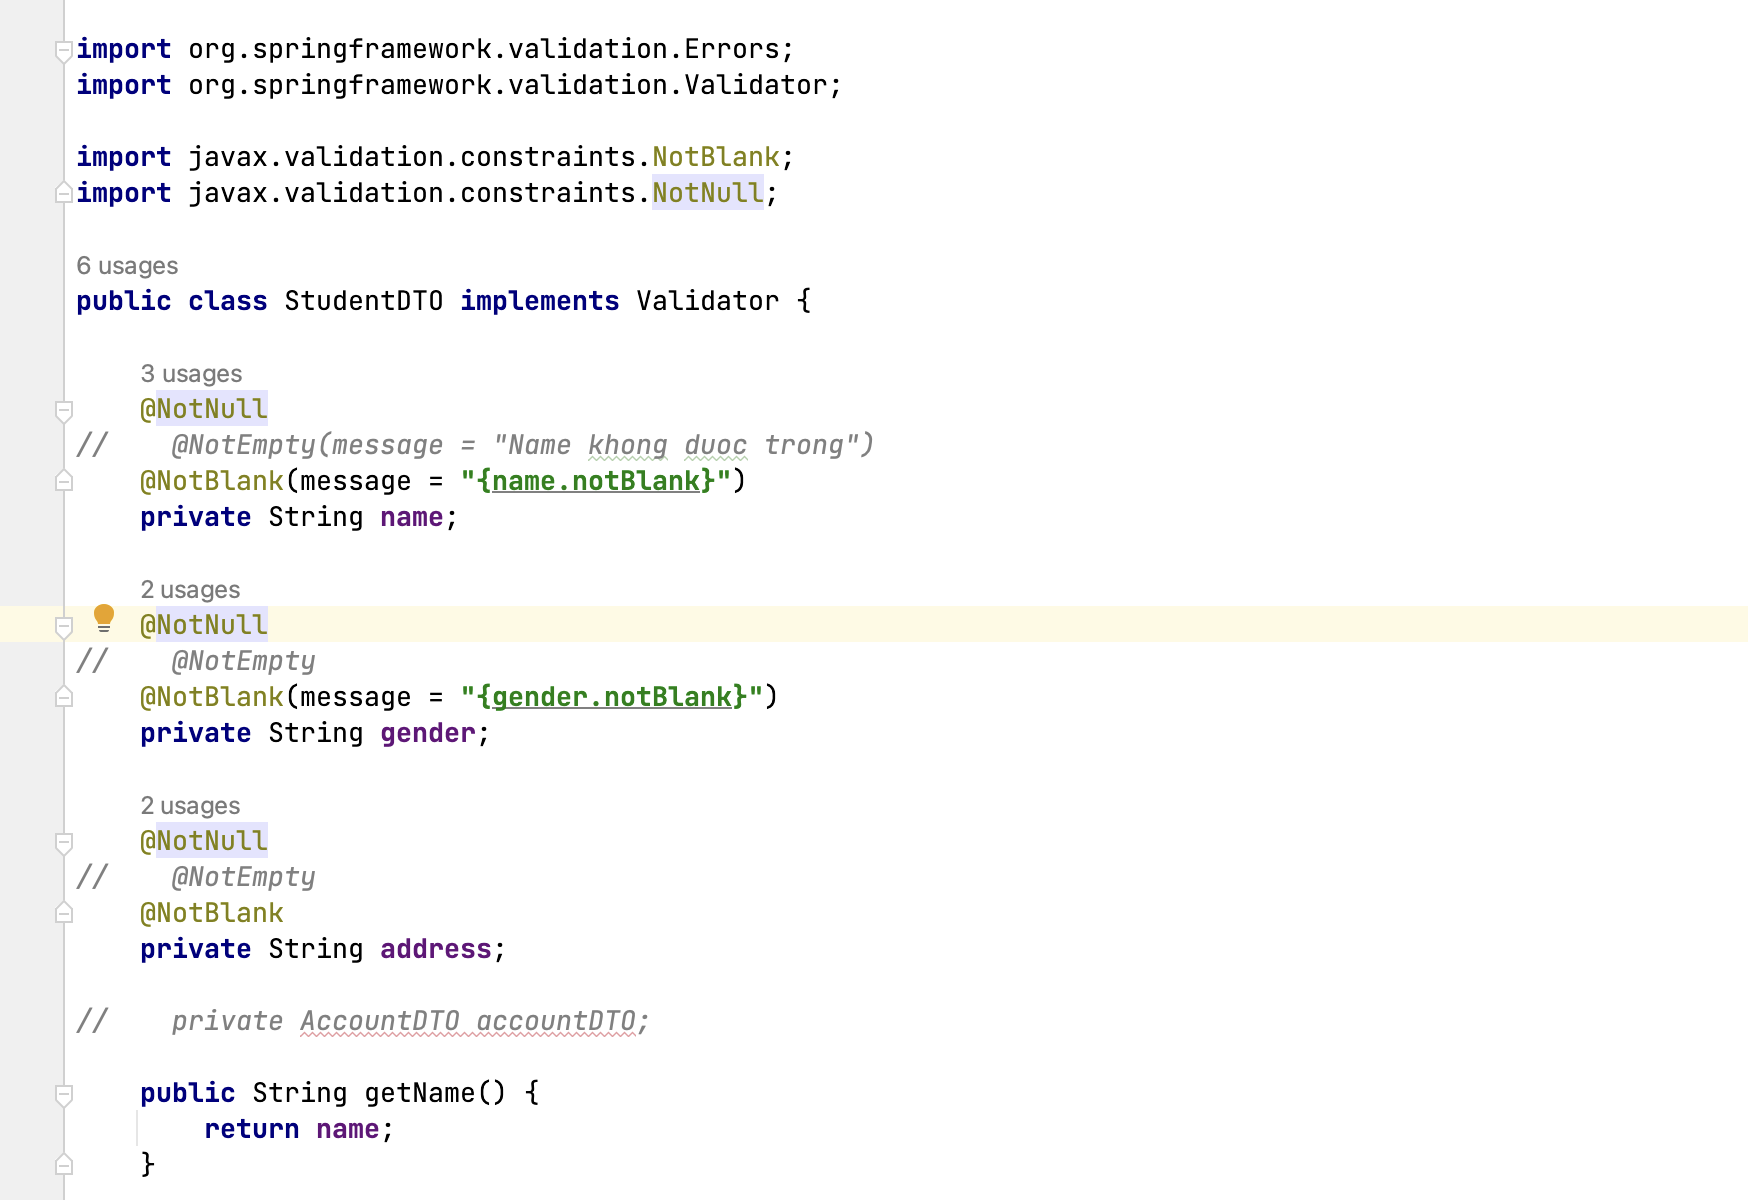 import org.springframework.validation.Errors;
import org.springframework.validation.Validator;
import javax.validation.constraints.NotBlank;
import javax.validation.constraints.NotNull;
6 usages
public class StudentDTO implements Validator {
3 usages
@NotNull
//    @NotEmpty(message = "Name khong duoc trong")
@NotBlank(message = "{name.notBlank}")
private String name;
2 usages
@NotNull
//    @NotEmpty
@NotBlank(message = "{gender.notBlank}")
private String gender;
2 usages
@NotNull
//    @NotEmpty
@NotBlank
private String address;
//    private AccountDTO accountDTO;
public String getName() {
return name;
}